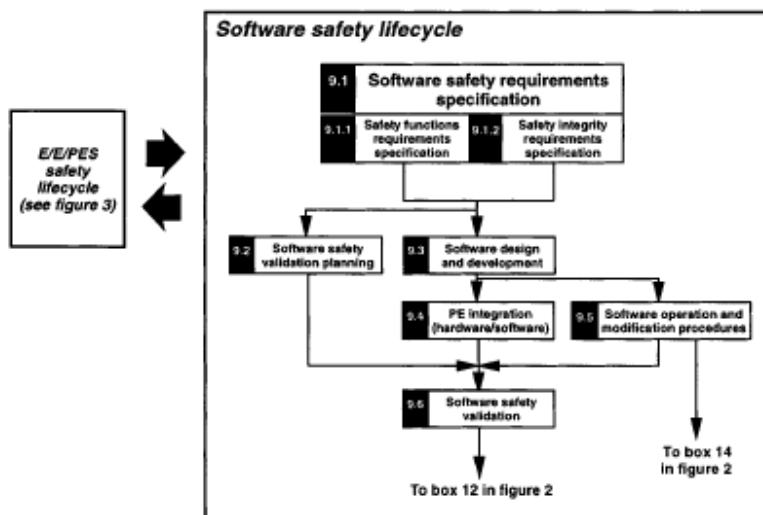 Software safety lifecycle
9.1
Software safety requirements
specification
9.1.1
Safety functions
requirements
specification
9.1.2
Safety integrity
requirements
specification
E/E/PES
safety
lifecycle
(see figure 3)
9.2
Software safety
validation planning
9.3
Software design
and development
9.4
PE integration
(hardware/software)
9.5
Software operation and
modification procedures
9.6
Software safety
validation
To box 14
in figure 2
To box 12 in figure 2